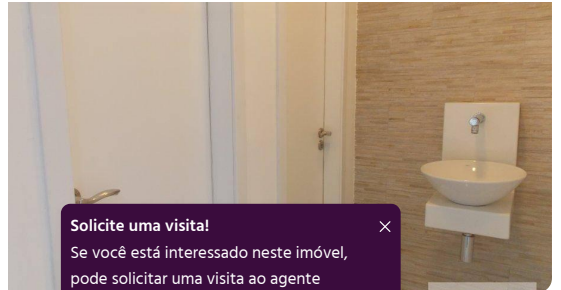 Solicite uma visita!
Se você está interessado neste imóvel,
pode solicitar uma visita ao agente